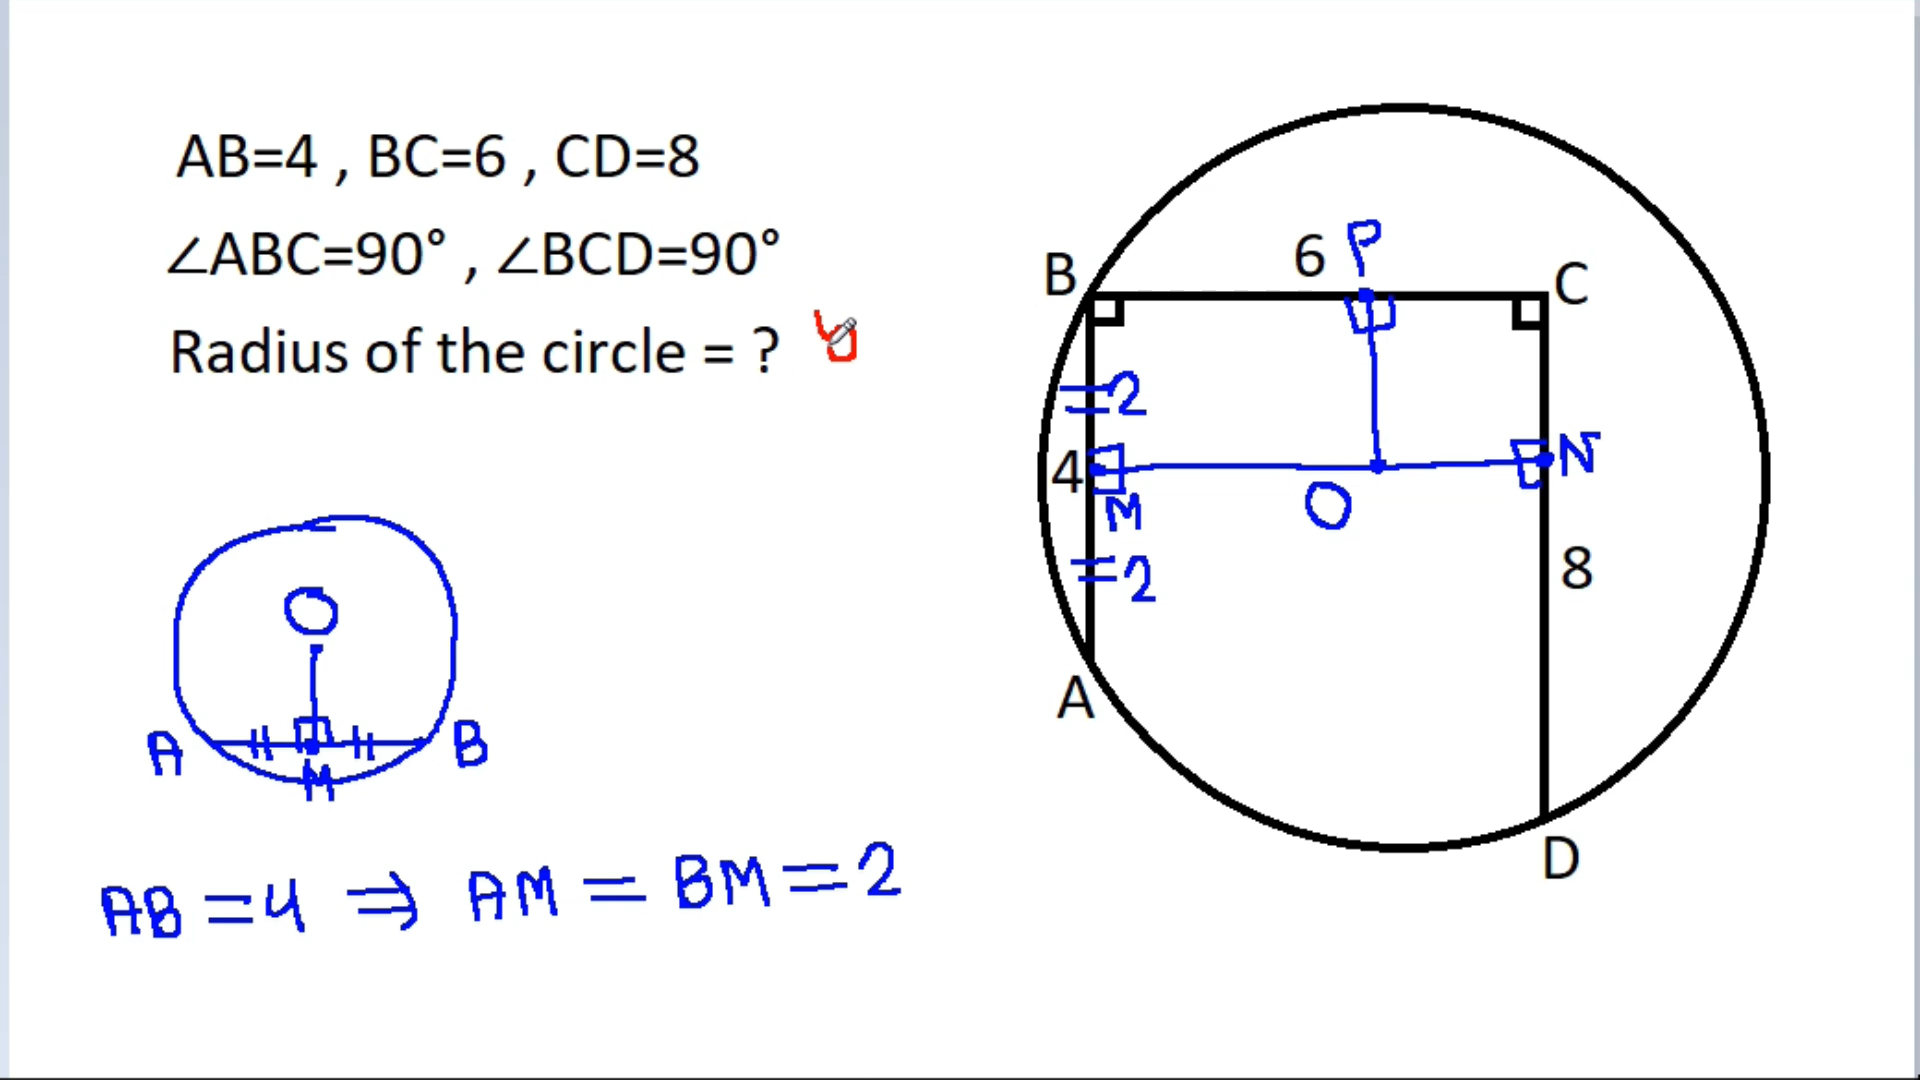 AB=4 , BC=6 , CD=8
∠ABC=90° , ∠BCD=90°
Radius of the circle = ?
B
6
P
C
=2
4
M
O
N
=2
8
A
D
O
A
M
B
AB=4 ⇒ AM=BM=2